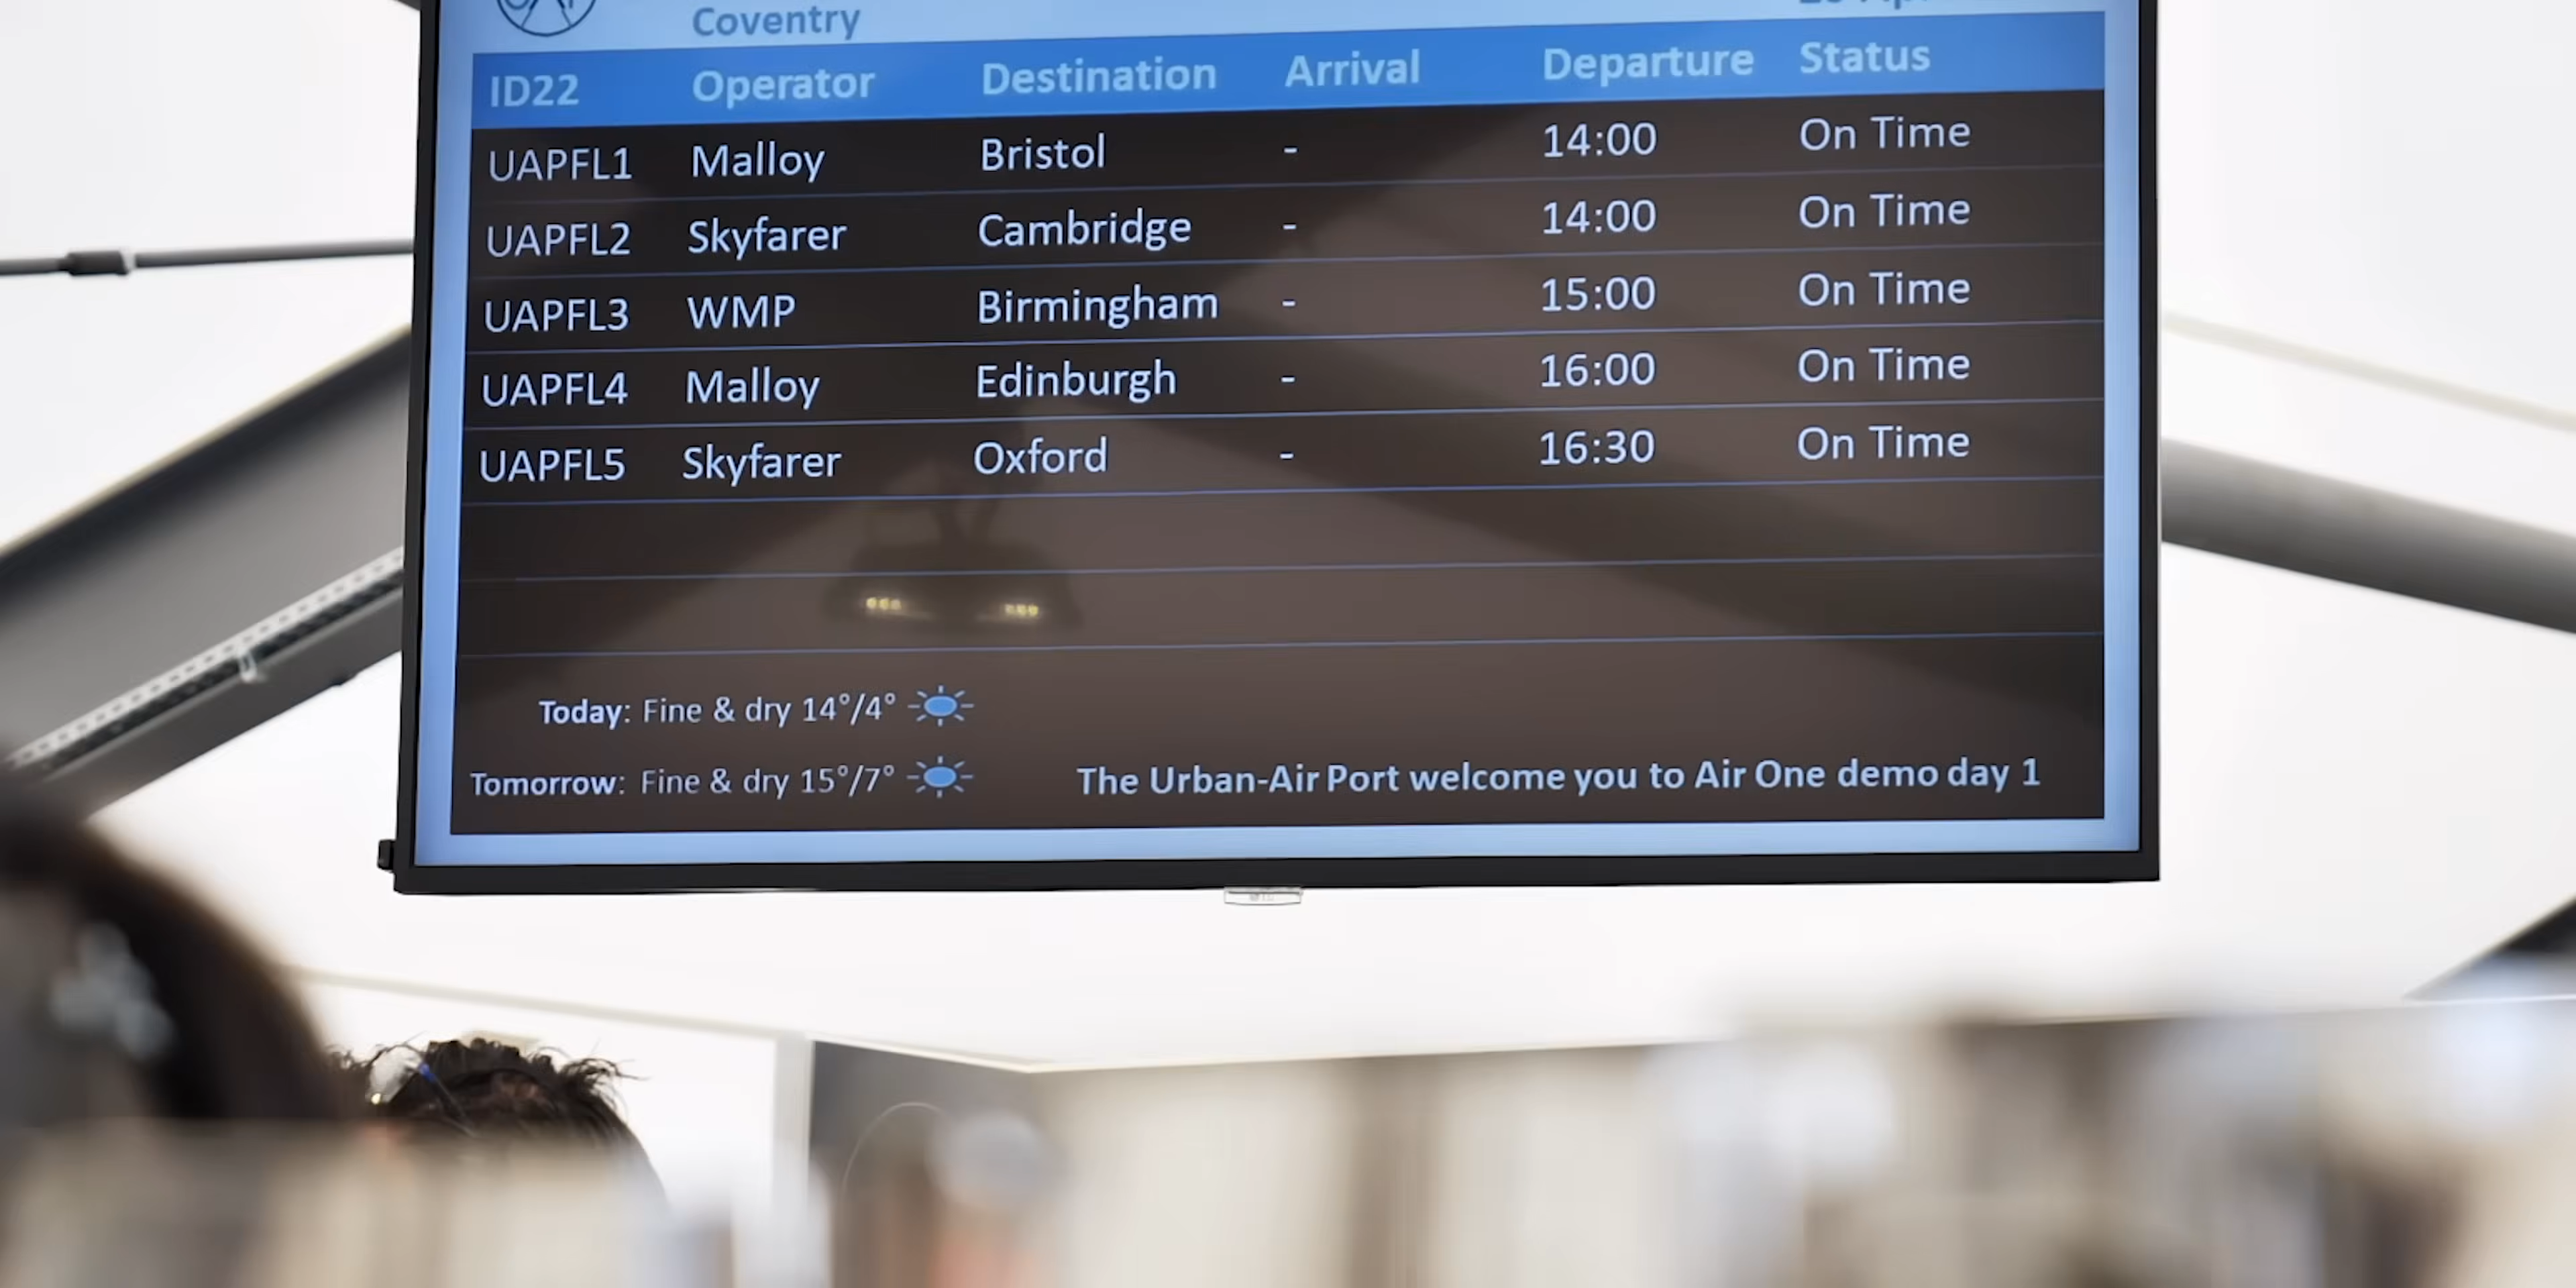 Coventry
ID22 Operator Destination Arrival Departure Status
UAPFL1 Malloy Bristol - 14:00 On Time
UAPFL2 Skyfarer Cambridge - 14:00 On Time
UAPFL3 WMP Birmingham - 15:00 On Time
UAPFL4 Malloy Edinburgh - 16:00 On Time
UAPFL5 Skyfarer Oxford - 16:30 On Time
Today: Fine & dry 14°/4°
Tomorrow: Fine & dry 15°/7°
The Urban-Air Port welcome you to Air One demo day 1